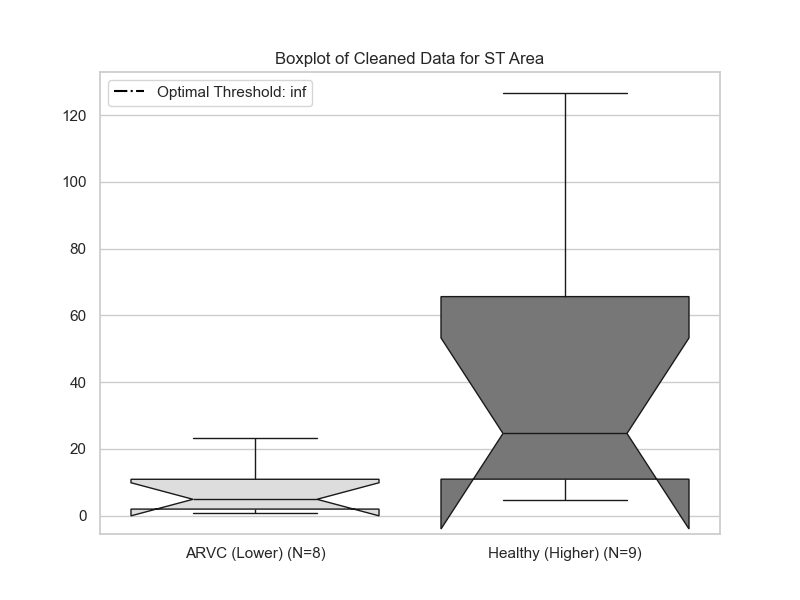 Boxplot of Cleaned Data for ST Area
Optimal Threshold: inf
120
100
80
60
40
20
0
ARVC (Lower) (N=8)
Healthy (Higher) (N=9)